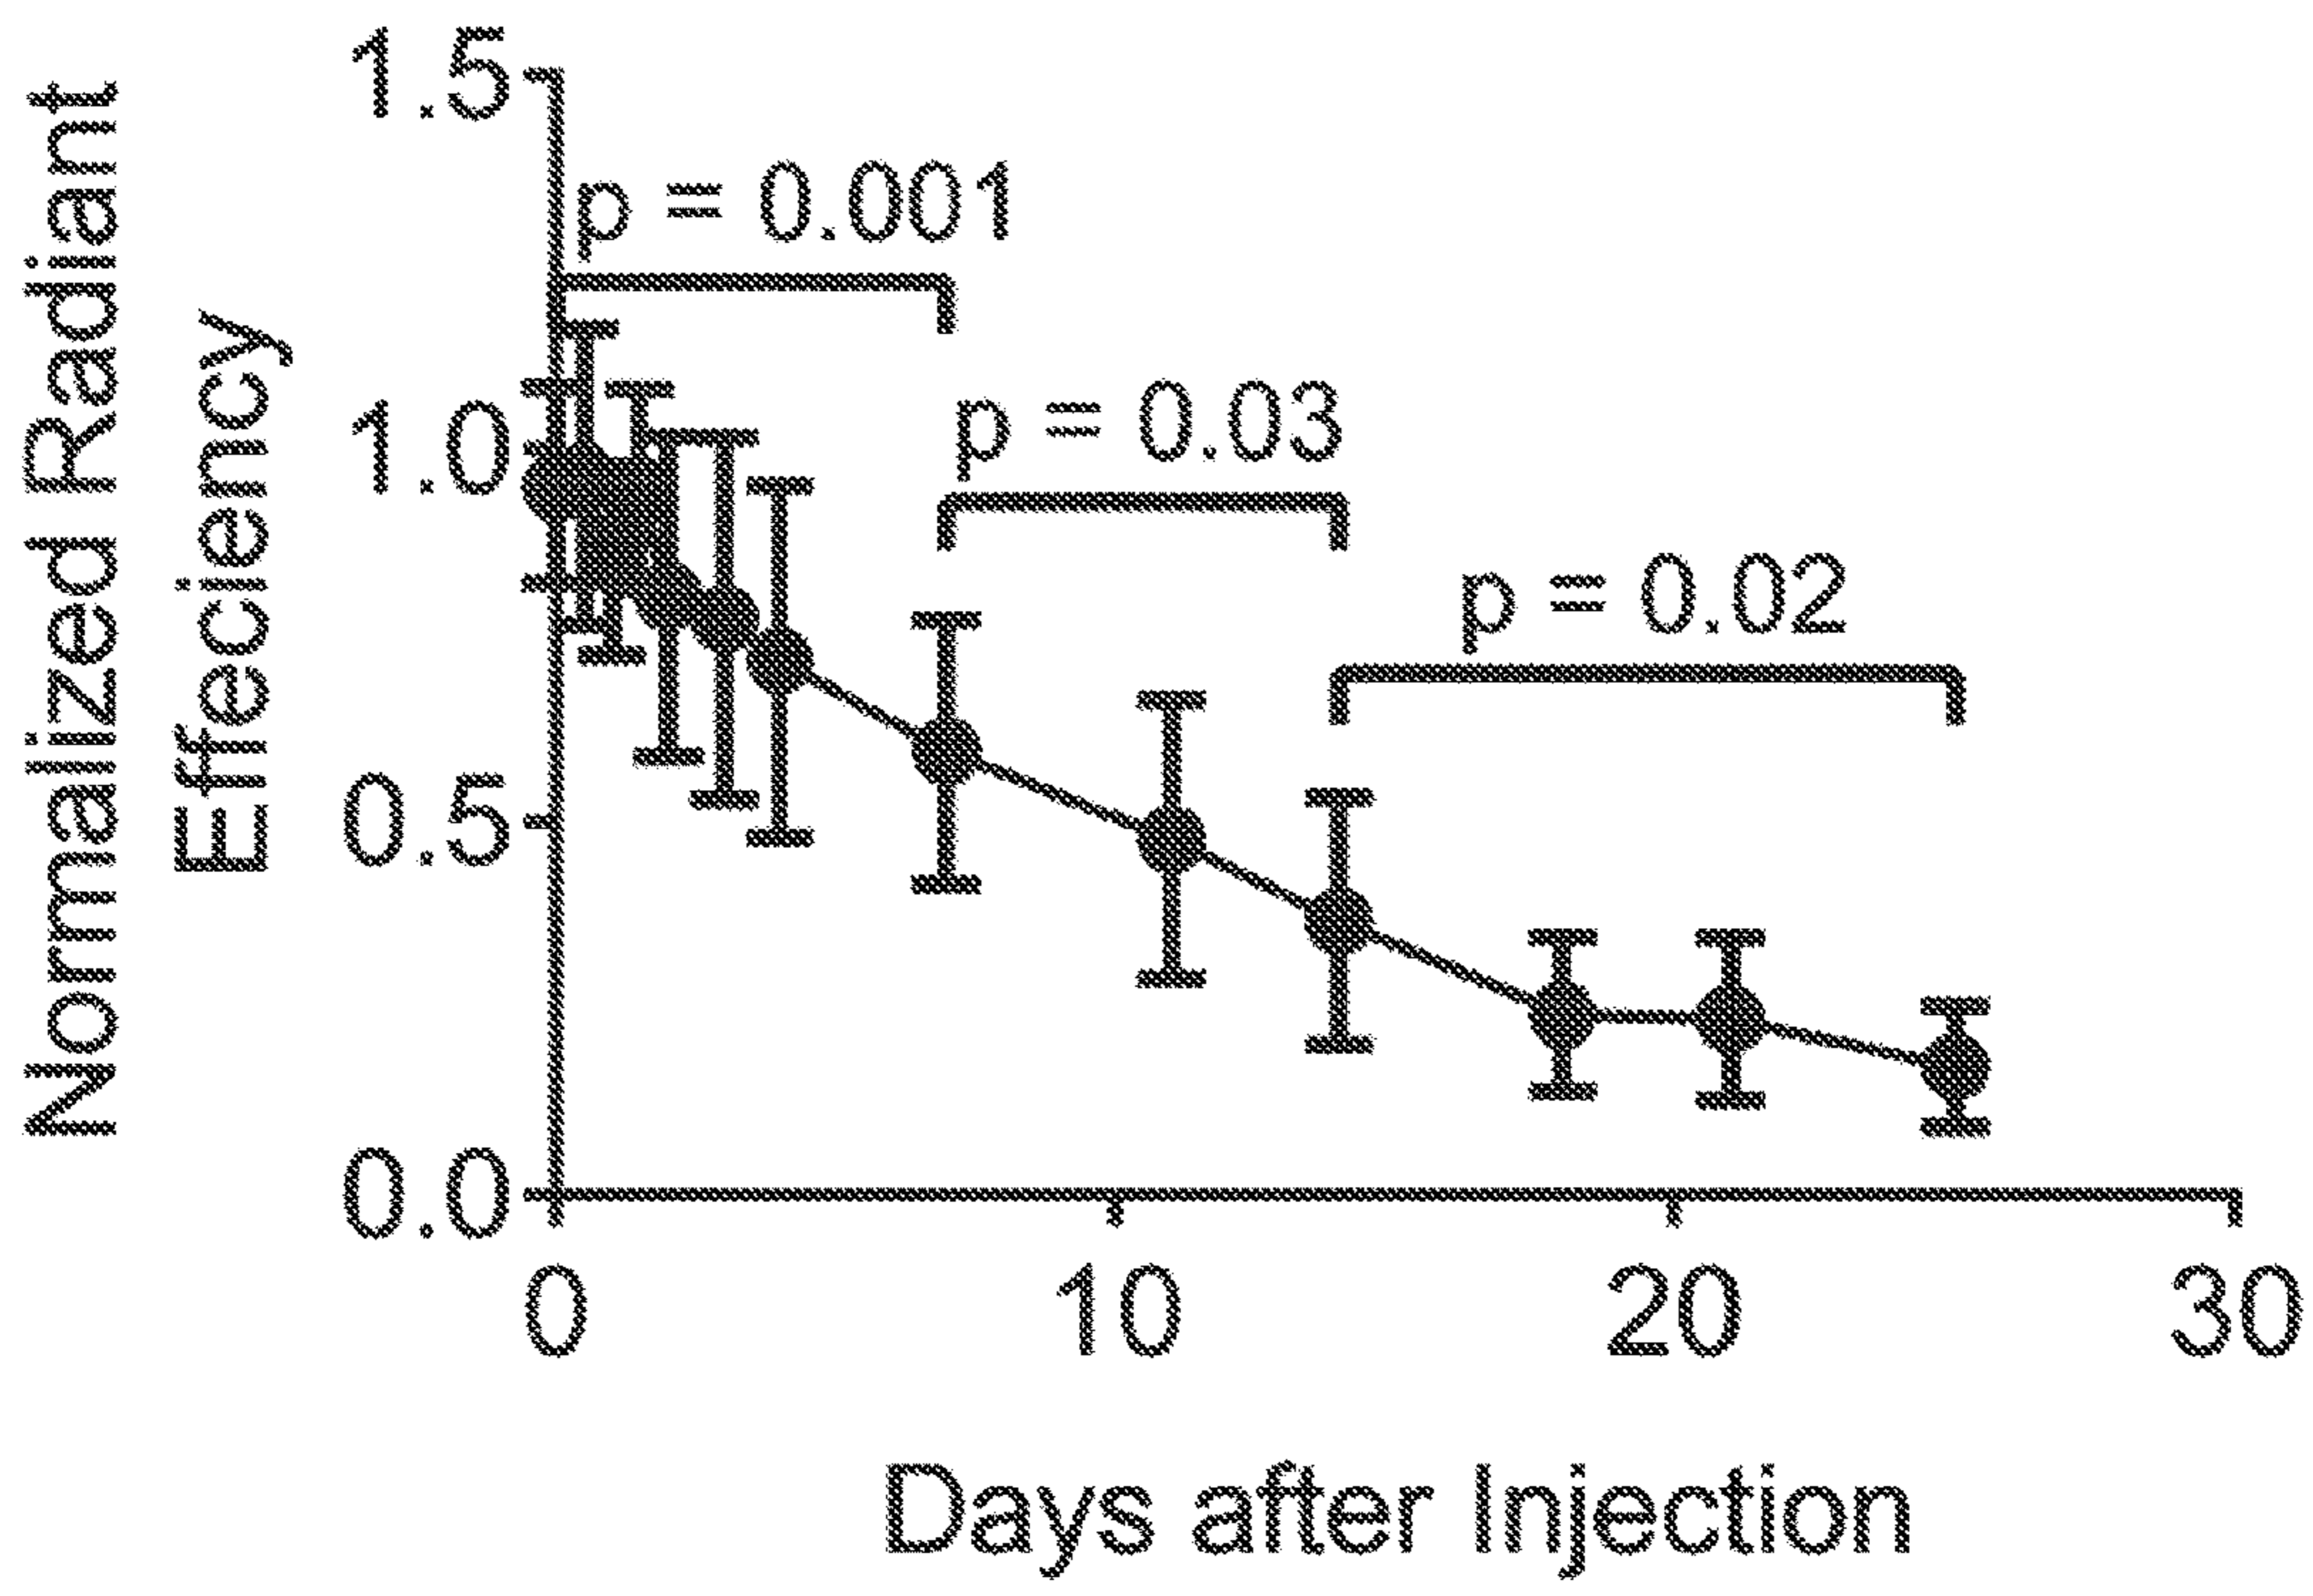 Normalized Radiant
Effeciency
1.5
1.0
0.5
0.0
p = 0.001
p = 0.03
p = 0.02
0
10
20
30
Days after Injection